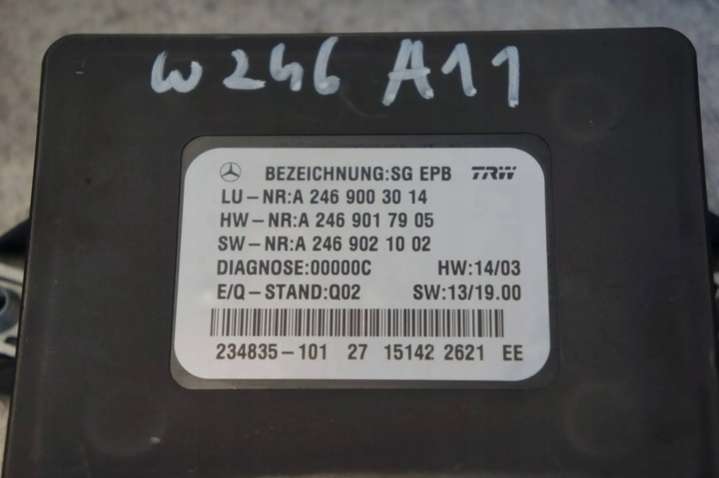 W246 A11
BEZEICHNUNG:SG EPB TRW
LU-NR:A 246 900 30 14
HW-NR:A 246 901 79 05
SW-NR:A 246 902 10 02
DIAGNOSE:00000C HW:14/03
E/Q-STAND:Q02 SW:13/19.00
234835-101 27 15142 2621 EE